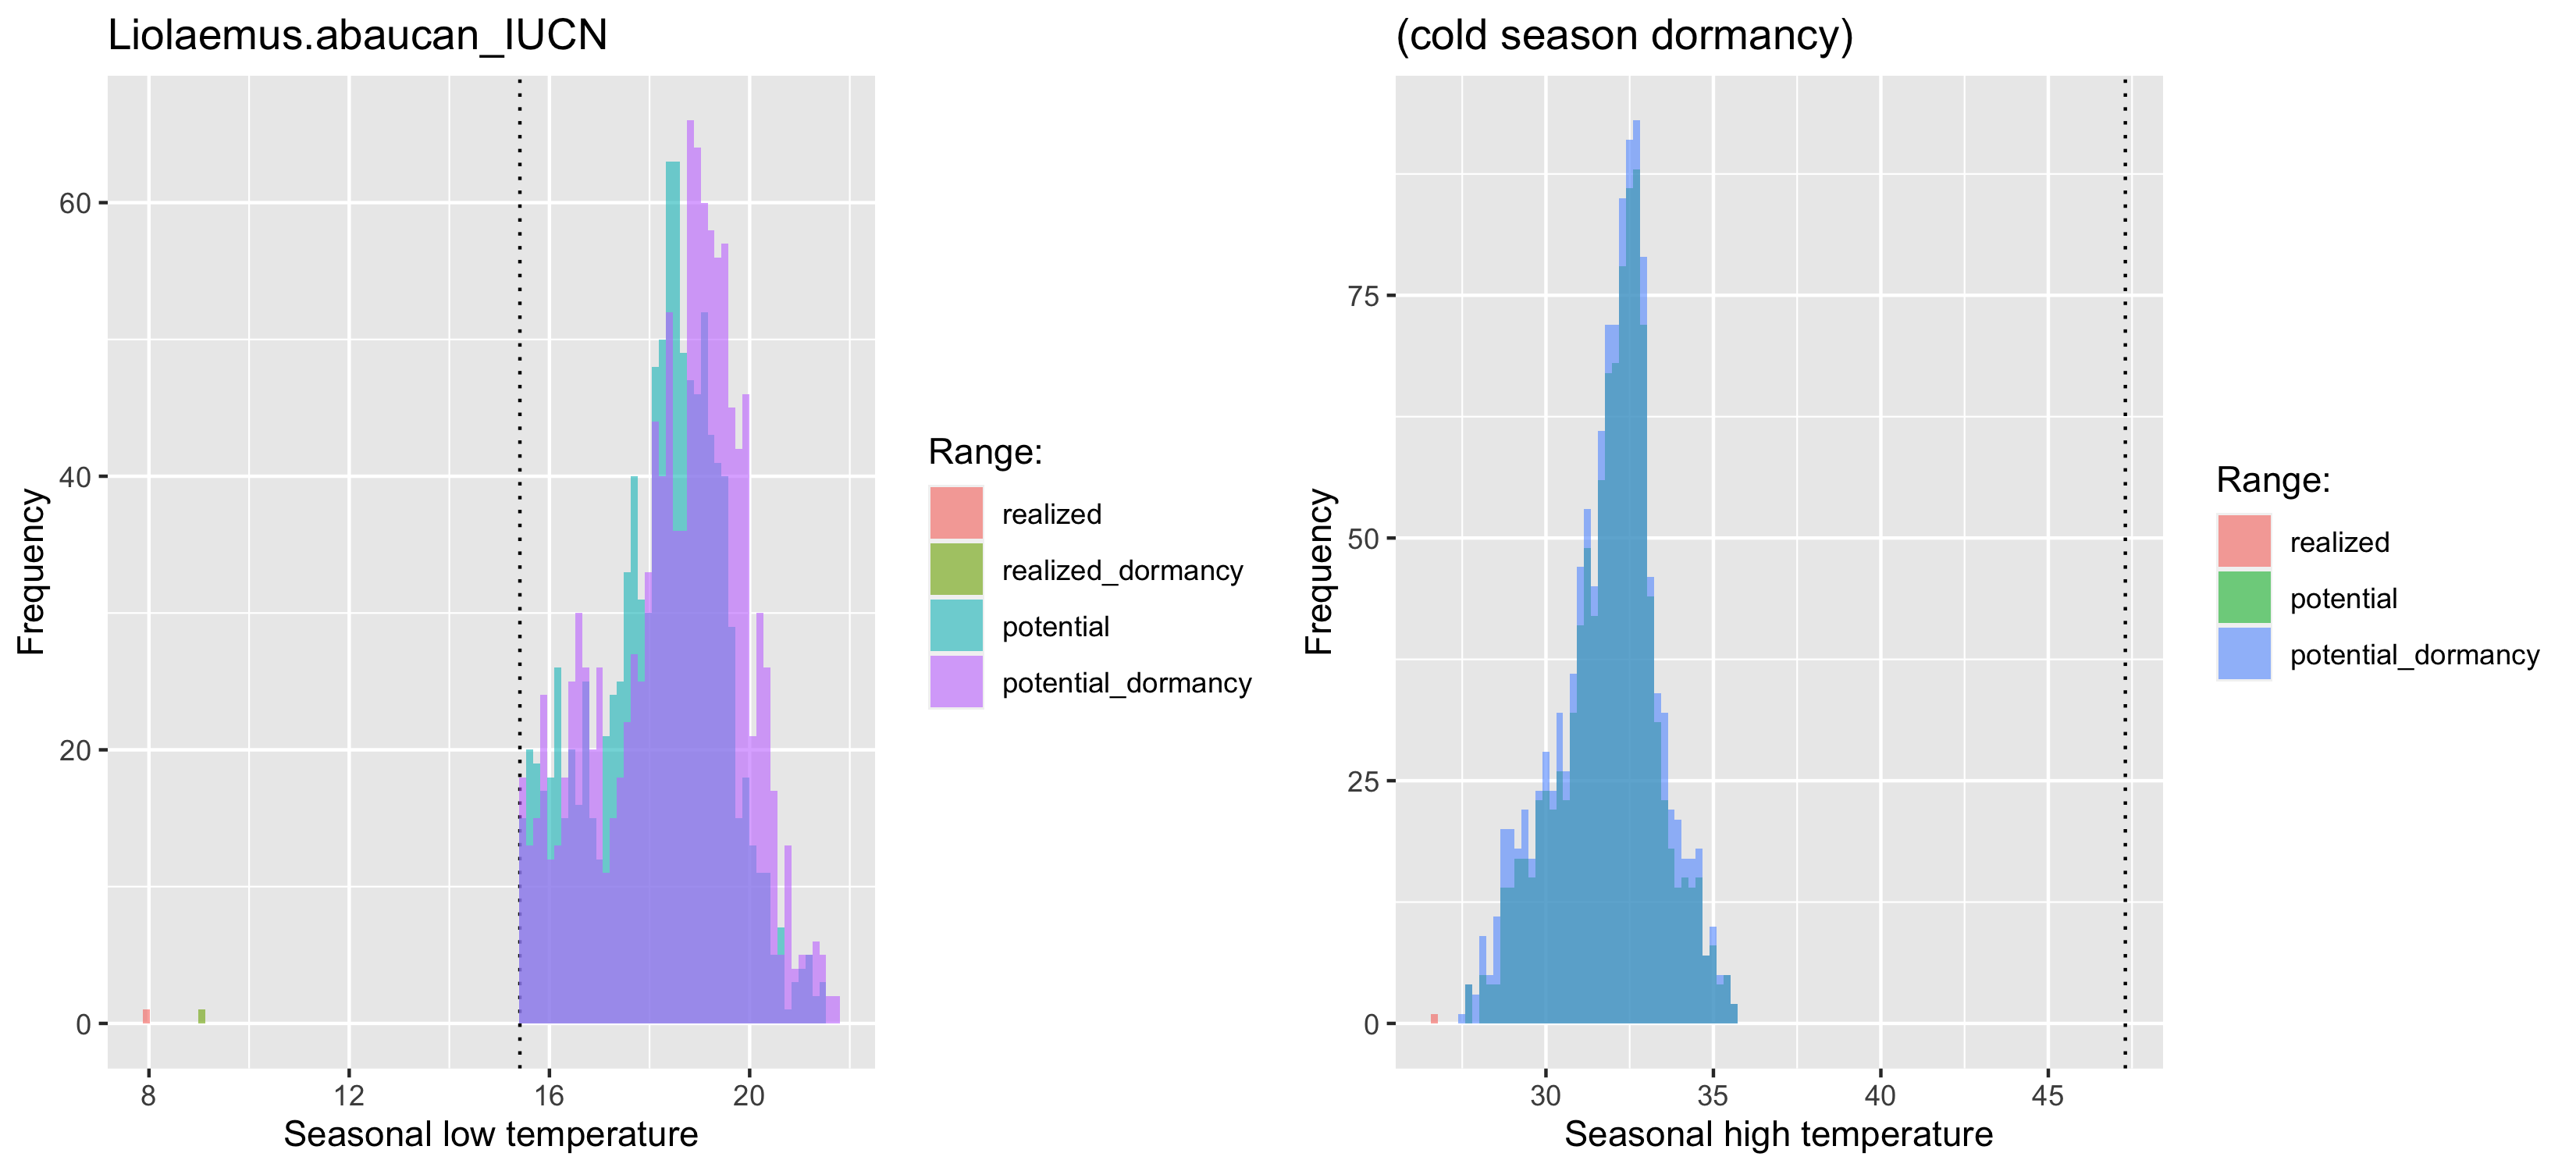 Liolaemus.abaucan_IUCN
60
40
20
0
Frequency
8 12 16 20
Seasonal low temperature
Range:
realized
realized_dormancy
potential
potential_dormancy
(cold season dormancy)
75
50
25
0
Frequency
30 35 40 45
Seasonal high temperature
Range:
realized
potential
potential_dormancy